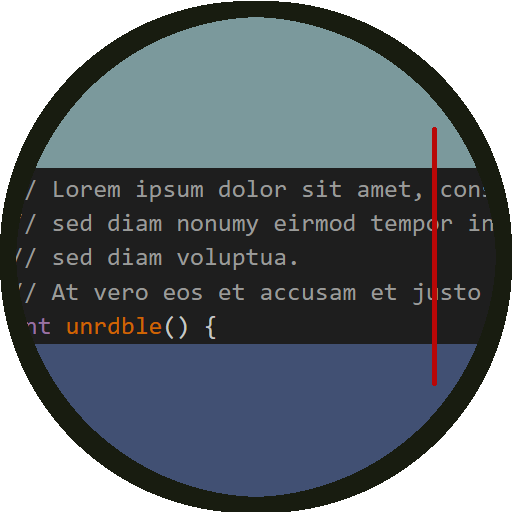 / Lorem ipsum dolor sit amet, cons
// sed diam nonumy eirmod tempor in
// sed diam voluptua.
// At vero eos et accusam et justo
nt unrdble() {